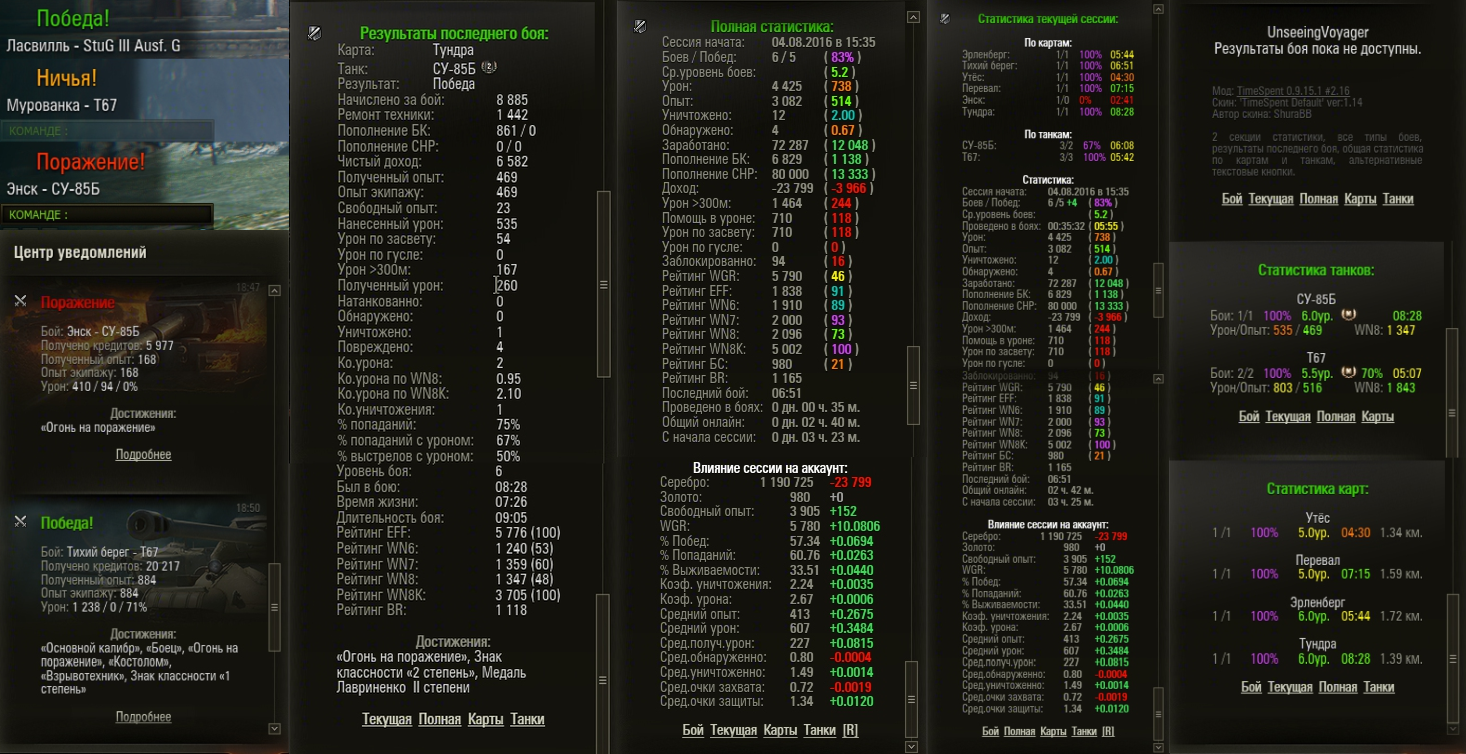 Победа!
Ласвилль - StuG III Ausf. G
Ничья!
Мурованка - Т67
КОМАНДЕ :
Поражение!
Энск - СУ-85Б
КОМАНДЕ :
Центр уведомлений
18:47
Поражение
Бой: Энск - СУ-85Б
Получено кредитов: 5 977
Полученный опыт: 168
Опыт экипажу: 168
Урон: 410 / 94 / 0%
Достижения:
«Огонь на поражение»
Подробнее
18:50
Победа!
Бой: Тихий берег - Т67
Получено кредитов: 20 217
Полученный опыт: 884
Опыт экипажу: 884
Урон: 1 238 / 0 / 71%
Достижения:
«Основной калибр», «Боец», «Огонь на
поражение», «Костолом»,
«Взрывотехник», Знак классности «1
степень»
Подробнее
Результаты последнего боя:
Карта: Тундра
Танк: СУ-85Б
Результат: Победа
Начислено за бой: 8 885
Ремонт техники: 1 442
Пополнение БК: 861 / 0
Пополнение СНР: 0 / 0
Чистый доход: 6 582
Полученный опыт: 469
Опыт экипажу: 469
Свободный опыт: 23
Нанесенный урон: 535
Урон по засвету: 54
Урон по гусле: 0
Урон >300м: 167
Полученный урон: 260
Натанкованно: 0
Обнаружено: 0
Уничтожено: 1
Повреждено: 4
Ко.урона: 2
Ко.урона по WN8: 0.95
Ко.урона по WN8K: 2.10
Ко.уничтожения: 1
% попаданий: 75%
% попаданий с уроном: 67%
% выстрелов с уроном: 50%
Уровень боя: 6
Был в бою: 08:28
Время жизни: 07:26
Длительность боя: 09:05
Рейтинг EFF: 5 776 (100)
Рейтинг WN6: 1 240 (53)
Рейтинг WN7: 1 359 (60)
Рейтинг WN8: 1 347 (48)
Рейтинг WN8K: 3 705 (100)
Рейтинг BR: 1 118
Достижения:
«Огонь на поражение», Знак
классности «2 степень», Медаль
Лавриненко II степени
Текущая Полная Карты Танки
Полная статистика:
Сессия начата: 04.08.2016 в 15:35
Боев / Побед: 6 / 5 ( 83% )
Ср.уровень боев: ( 5.2 )
Урон: 4 425 ( 738 )
Опыт: 3 082 ( 514 )
Уничтожено: 12 ( 2.00 )
Обнаружено: 4 ( 0.67 )
Заработано: 72 287 ( 12 048 )
Пополнение БК: 6 829 ( 1 138 )
Пополнение СНР: 80 000 ( 13 333 )
Доход: -23 799 ( -3 966 )
Урон >300м: 1 464 ( 244 )
Помощь в уроне: 710 ( 118 )
Урон по засвету: 710 ( 118 )
Урон по гусле: 0 ( 0 )
Заблокированно: 94 ( 16 )
Рейтинг WGR: 5 790 ( 46 )
Рейтинг EFF: 1 838 ( 91 )
Рейтинг WN6: 1 910 ( 89 )
Рейтинг WN7: 2 000 ( 93 )
Рейтинг WN8: 2 096 ( 73 )
Рейтинг WN8K: 5 002 ( 100 )
Рейтинг БС: 980 ( 21 )
Рейтинг BR: 1 165
Последний бой: 06:51
Проведено в боях: 0 дн. 00 ч. 35 м.
Общий онлайн: 0 дн. 02 ч. 40 м.
С начала сессии: 0 дн. 03 ч. 23 м.
Влияние сессии на аккаунт:
Серебро: 1 190 725 -23 799
Золото: 980 +0
Свободный опыт: 3 905 +152
WGR: 5 780 +10.0806
% Побед: 57.34 +0.0694
% Попаданий: 60.76 +0.0263
% Выживаемости: 33.51 +0.0440
Коэф. уничтожения: 2.24 +0.0035
Коэф. урона: 2.67 +0.0006
Средний опыт: 413 +0.2675
Средний урон: 607 +0.3484
Сред.получ.урон: 227 +0.0815
Сред.обнаруженно: 0.80 -0.0004
Сред.уничтоженно: 1.49 +0.0014
Сред.очки захвата: 0.72 -0.0019
Сред.очки защиты: 1.34 +0.0120
Бой Текущая Карты Танки [R]
Статистика текущей сессии:
По картам:
Эрленберг: 1/1 100% 05:44
Тихий берег: 1/1 100% 06:51
Утёс: 1/1 100% 04:30
Перевал: 1/1 100% 07:15
Энск: 1/0 0% 02:41
Тундра: 1/1 100% 08:28
По танкам:
СУ-85Б: 3/2 67% 06:08
Т67: 3/3 100% 05:42
Статистика:
Сессия начата: 04.08.2016 в 15:35
Боев / Побед: 6 /5 +4 ( 83% )
Ср.уровень боев: ( 5.2 )
Проведено в боях: 00:35:32 ( 05:55 )
Урон: 4 425 ( 738 )
Опыт: 3 082 ( 514 )
Уничтожено: 12 ( 2.00 )
Обнаружено: 4 ( 0.67 )
Заработано: 72 287 ( 12 048 )
Пополнение БК: 6 829 ( 1 138 )
Пополнение СНР: 80 000 ( 13 333 )
Доход: -23 799 ( -3 966 )
Урон >300м: 1 464 ( 244 )
Помощь в уроне: 710 ( 118 )
Урон по засвету: 710 ( 118 )
Урон по гусле: 0 ( 0 )
Заблокированно: 94 ( 16 )
Рейтинг WGR: 5 790 ( 46 )
Рейтинг EFF: 1 838 ( 91 )
Рейтинг WN6: 1 910 ( 89 )
Рейтинг WN7: 2 000 ( 93 )
Рейтинг WN8: 2 096 ( 73 )
Рейтинг WN8K: 5 002 ( 100 )
Рейтинг БС: 980 ( 21 )
Рейтинг BR: 1 165
Последний бой: 06:51
Общий онлайн: 02 ч. 42 м.
С начала сессии: 03 ч. 25 м.
Влияние сессии на аккаунт:
Серебро: 1 190 725 -23 799
Золото: 980 +0
Свободный опыт: 3 905 +152
WGR: 5 780 +10.0806
% Побед: 57.34 +0.0694
% Попаданий: 60.76 +0.0263
% Выживаемости: 33.51 +0.0440
Коэф. уничтожения: 2.24 +0.0035
Коэф. урона: 2.67 +0.0006
Средний опыт: 413 +0.2675
Средний урон: 607 +0.3484
Сред.получ.урон: 227 +0.0815
Сред.обнаруженно: 0.80 -0.0004
Сред.уничтоженно: 1.49 +0.0014
Сред.очки захвата: 0.72 -0.0019
Сред.очки защиты: 1.34 +0.0120
Бой Полная Карты Танки [R]
UnseeingVoyager
Результаты боя пока не доступны.
Мод: TimeSpent 0.9.15.1 #2.16
Скин: 'TimeSpent Default' ver:1.14
Автор скина: ShuraBB
2 секции статистики, все типы боев,
результаты последнего боя, общая статистика
по картам и танкам, альтернативные
текстовые кнопки.
Бой Текущая Полная Карты Танки
Статистика танков:
СУ-85Б
Бои: 1/1 100% 6.0ур. 08:28
Урон/Опыт: 535 / 469 WN8: 1 347
Т67
Бои: 2/2 100% 5.5ур. 70% 05:07
Урон/Опыт: 803 / 516 WN8: 1 843
Бой Текущая Полная Карты
Статистика карт:
Утёс
1 /1 100% 5.0ур. 04:30 1.34 км.
Перевал
1 /1 100% 5.0ур. 07:15 1.59 км.
Эрленберг
1 /1 100% 6.0ур. 05:44 1.72 км.
Тундра
1 /1 100% 6.0ур. 08:28 1.39 км.
Бой Текущая Полная Танки